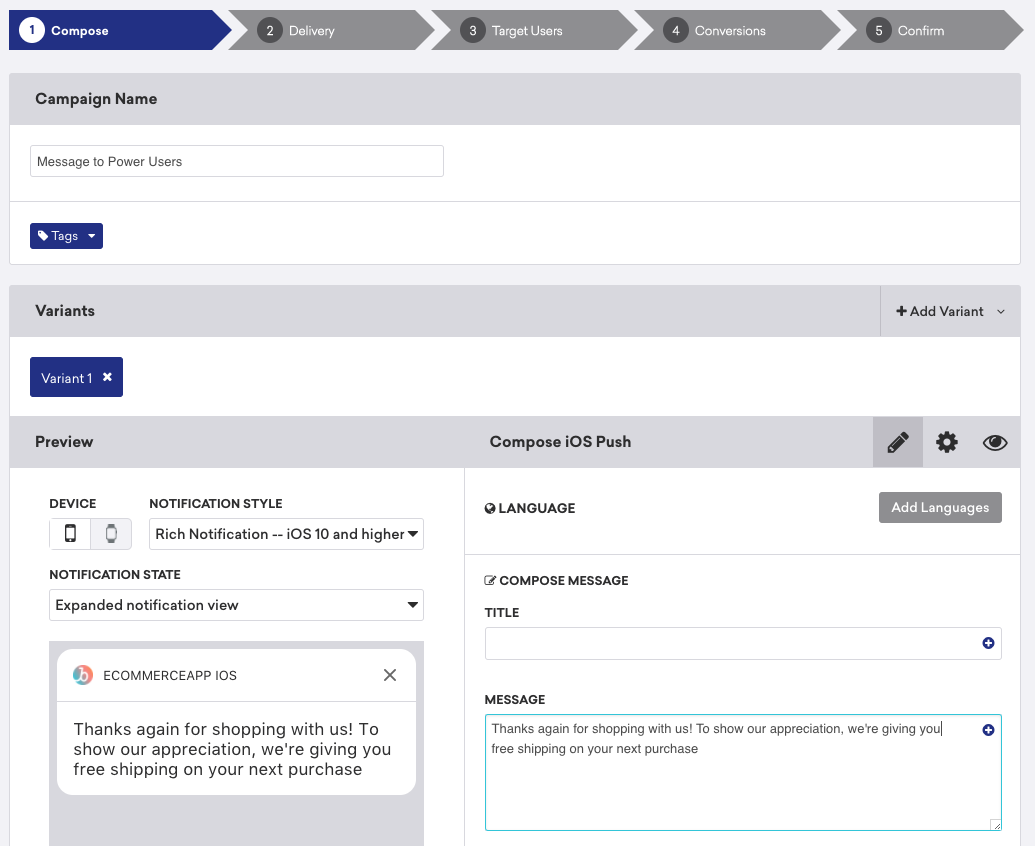 1 Compose
2 Delivery
3 Target Users
4 Conversions
5 Confirm
Campaign Name
Message to Power Users
Tags
Variants
Add Variant
Variant 1
Preview
Compose iOS Push
DEVICE
NOTIFICATION STYLE
Rich Notification -- iOS 10 and higher
NOTIFICATION STATE
Expanded notification view
b
ECOMMERCEAPP IOS
Thanks again for shopping with us! To
show our appreciation, we're giving you
free shipping on your next purchase
LANGUAGE
Add Languages
COMPOSE MESSAGE
TITLE
MESSAGE
Thanks again for shopping with us! To show our appreciation, we're giving you
free shipping on your next purchase